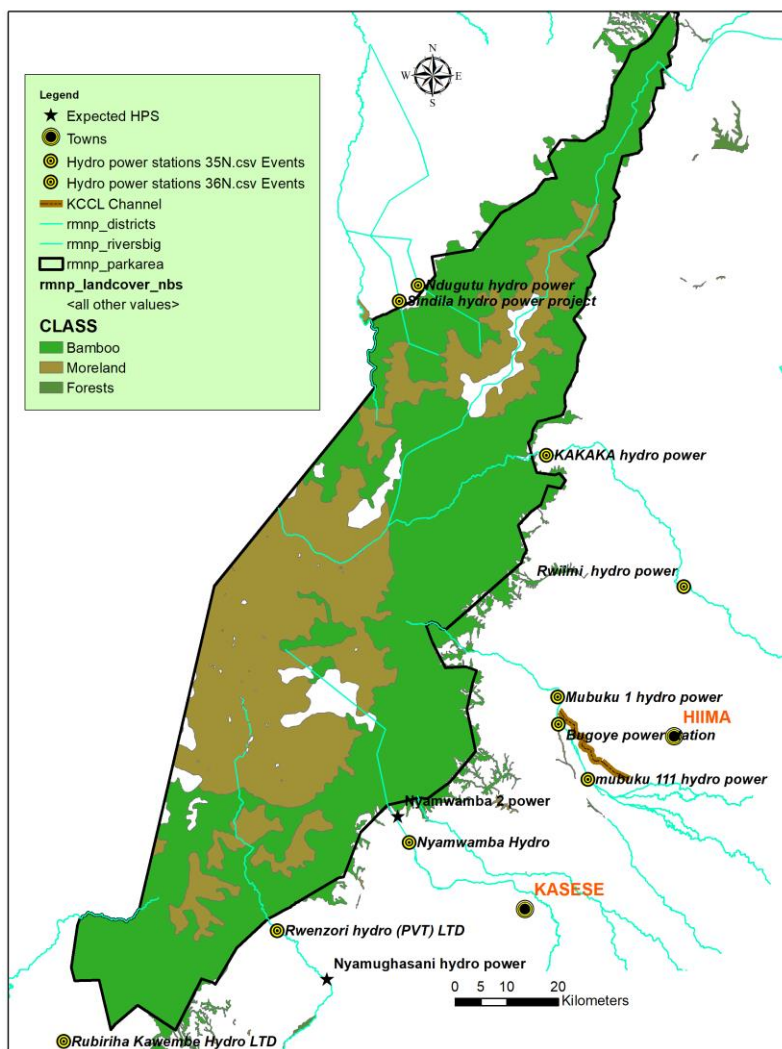 N
W E
S
Legend
Expected HPS
Towns
Hydro power stations 35N.csv Events
Hydro power stations 36N.csv Events
KCCL Channel
rmnp_districts
rmnp_riversbig
rmnp_parkarea
rmnp_landcover_nbs
<all other values>
CLASS
Bamboo
Moreland
Forests
Ndugutu hydro power
Sindila hydro power project
KAKAKA hydro power
Rwilmi hydro power
Mubuku 1 hydro power
HIIMA
Bugoye power station
mubuku 111 hydro power
Nyamwamba 2 power
Nyamwamba Hydro
KASESE
Rwenzori hydro (PVT) LTD
Nyamughasani hydro power
0 5 10 20
Kilometers
Rubiriha Kawembe Hydro LTD